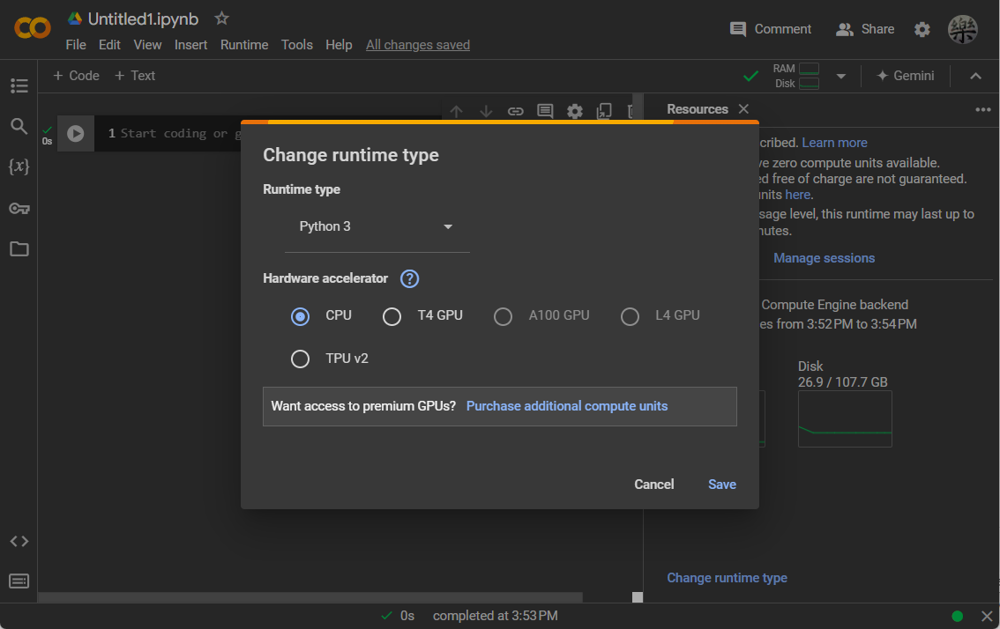 Untitled1.ipynb
File Edit View Insert Runtime Tools Help All changes saved
Comment Share
樂
+ Code + Text
RAM
Disk
Gemini
Resources
0s
1 Start coding or g
cribed. Learn more
ve zero compute units available.
ed free of charge are not guaranteed.
units here.
sage level, this runtime may last up to
nutes.
Manage sessions
Compute Engine backend
es from 3:52 PM to 3:54 PM
Disk
26.9 / 107.7 GB
Change runtime type
Change runtime type
Runtime type
Python 3
Hardware accelerator ?
CPU T4 GPU A100 GPU L4 GPU
TPU v2
Want access to premium GPUs? Purchase additional compute units
Cancel Save
{x}
0s completed at 3:53 PM